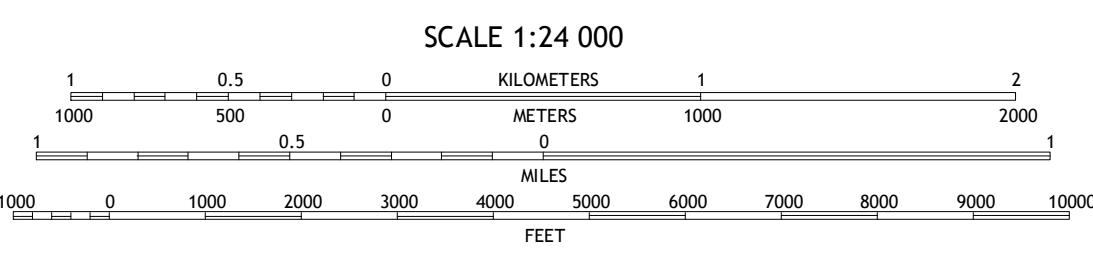 SCALE 1:24 000
1 0.5 0 KILOMETERS 1 2
1000 500 0 METERS 1000 2000
1 0.5 0 1
MILES
1000 0 1000 2000 3000 4000 5000 6000 7000 8000 9000 10000
FEET